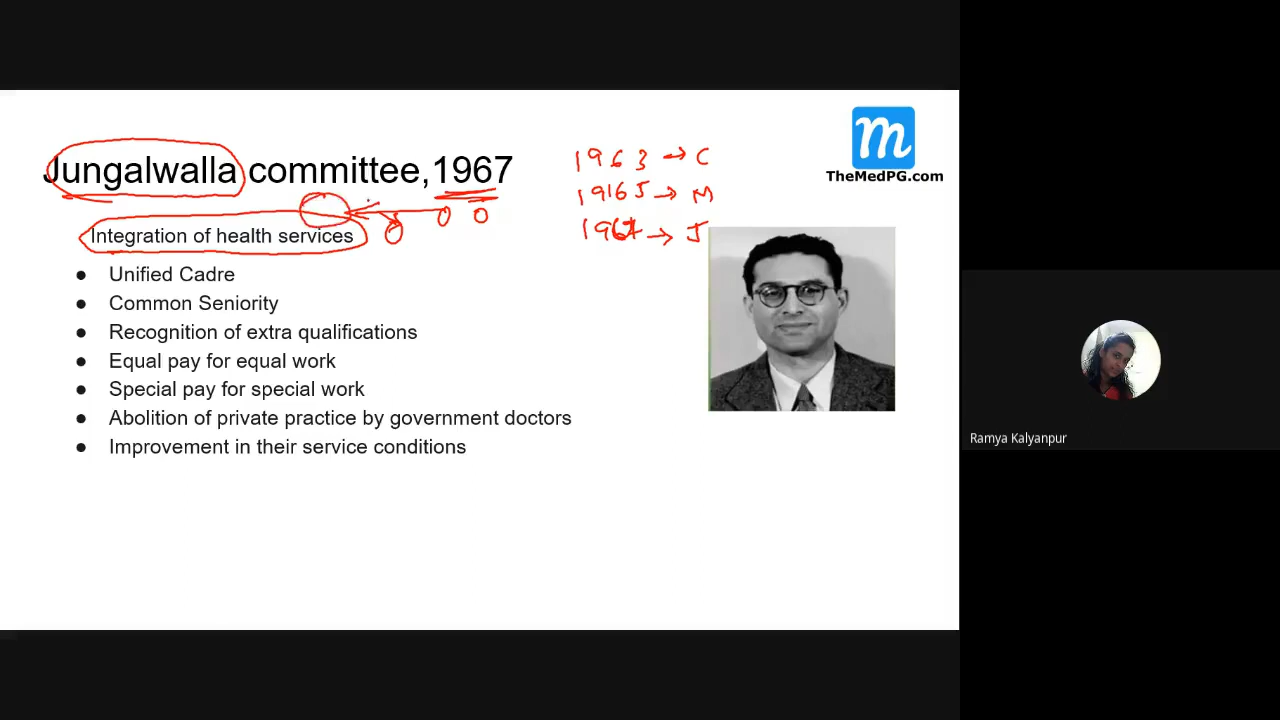 Jungalwalla committee,1967
Integration of health services
● Unified Cadre
● Common Seniority
● Recognition of extra qualifications
● Equal pay for equal work
● Special pay for special work
● Abolition of private practice by government doctors
● Improvement in their service conditions
1963 → C
1965 → M
1967 → J
m
TheMedPG.com
Ramya Kalyanpur